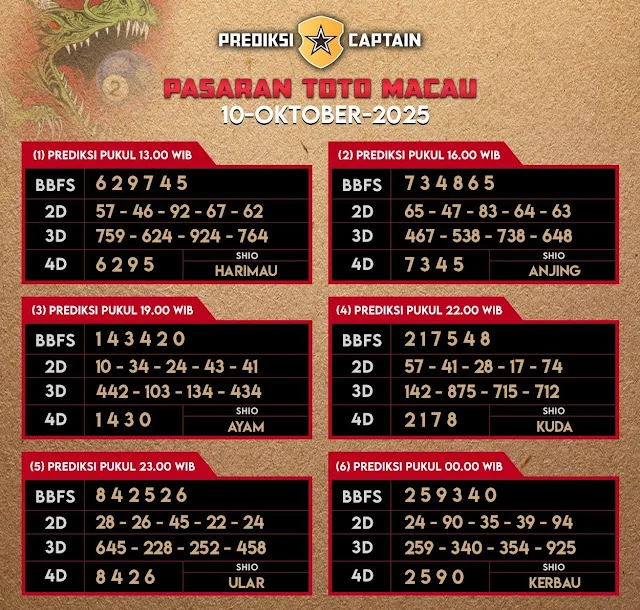 PREDIKSI CAPTAIN
2
PASARAN TOTO MACAU
10-OKTOBER-2025
(1) PREDIKSI PUKUL 13.00 WIB
BBFS 6 2 9 7 4 5
2D 57 - 46 - 92 - 67 - 62
3D 759 - 624 - 924 - 764
4D 6 2 9 5 SHIO
HARIMAU
(2) PREDIKSI PUKUL 16.00 WIB
BBFS 7 3 4 8 6 5
2D 65 - 47 - 83 - 64 - 63
3D 467 - 538 - 738 - 648
4D 7 3 4 5 SHIO
ANJING
(3) PREDIKSI PUKUL 19.00 WIB
BBFS 1 4 3 4 2 0
2D 10 - 34 - 24 - 43 - 41
3D 442 - 103 - 134 - 434
4D 1 4 3 0 SHIO
AYAM
(4) PREDIKSI PUKUL 22.00 WIB
BBFS 2 1 7 5 4 8
2D 57 - 41 - 28 - 17 - 74
3D 142 - 875 - 715 - 712
4D 2 1 7 8 SHIO
KUDA
(5) PREDIKSI PUKUL 23.00 WIB
BBFS 8 4 2 5 2 6
2D 28 - 26 - 45 - 22 - 24
3D 645 - 228 - 252 - 458
4D 8 4 2 6 SHIO
ULAR
(6) PREDIKSI PUKUL 00.00 WIB
BBFS 2 5 9 3 4 0
2D 24 - 90 - 35 - 39 - 94
3D 259 - 340 - 354 - 925
4D 2 5 9 0 SHIO
KERBAU